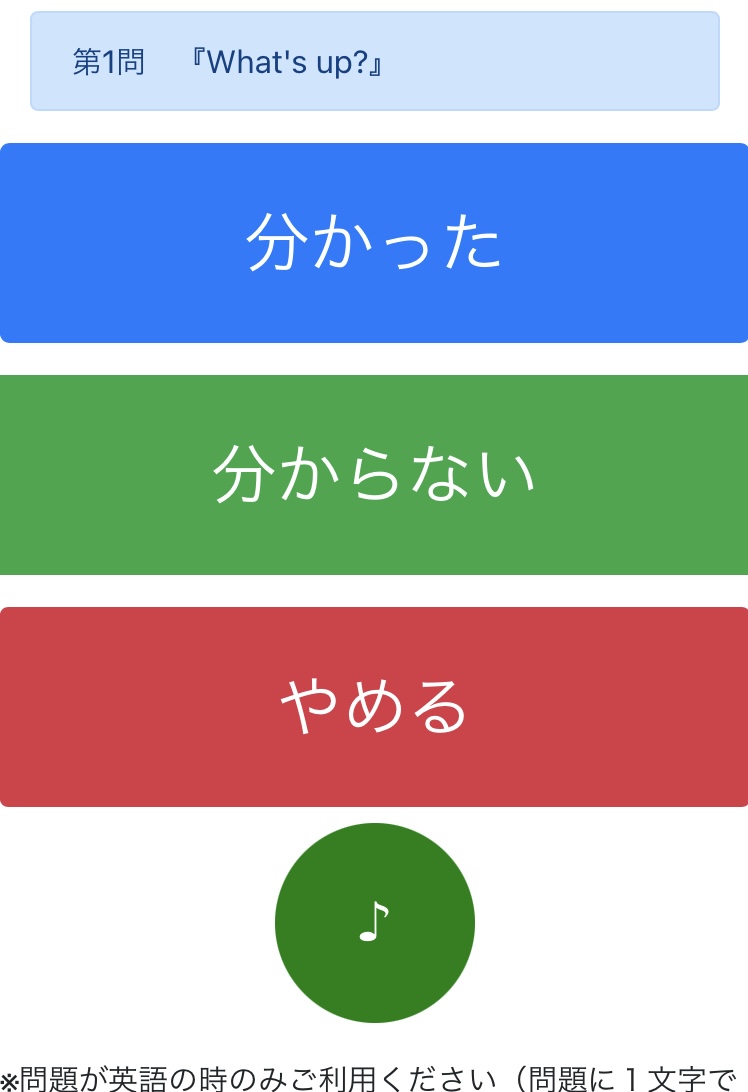 第1問　『What's up?』
分かった
分からない
やめる
♪
※問題が英語の時のみご利用ください（問題に１文字で